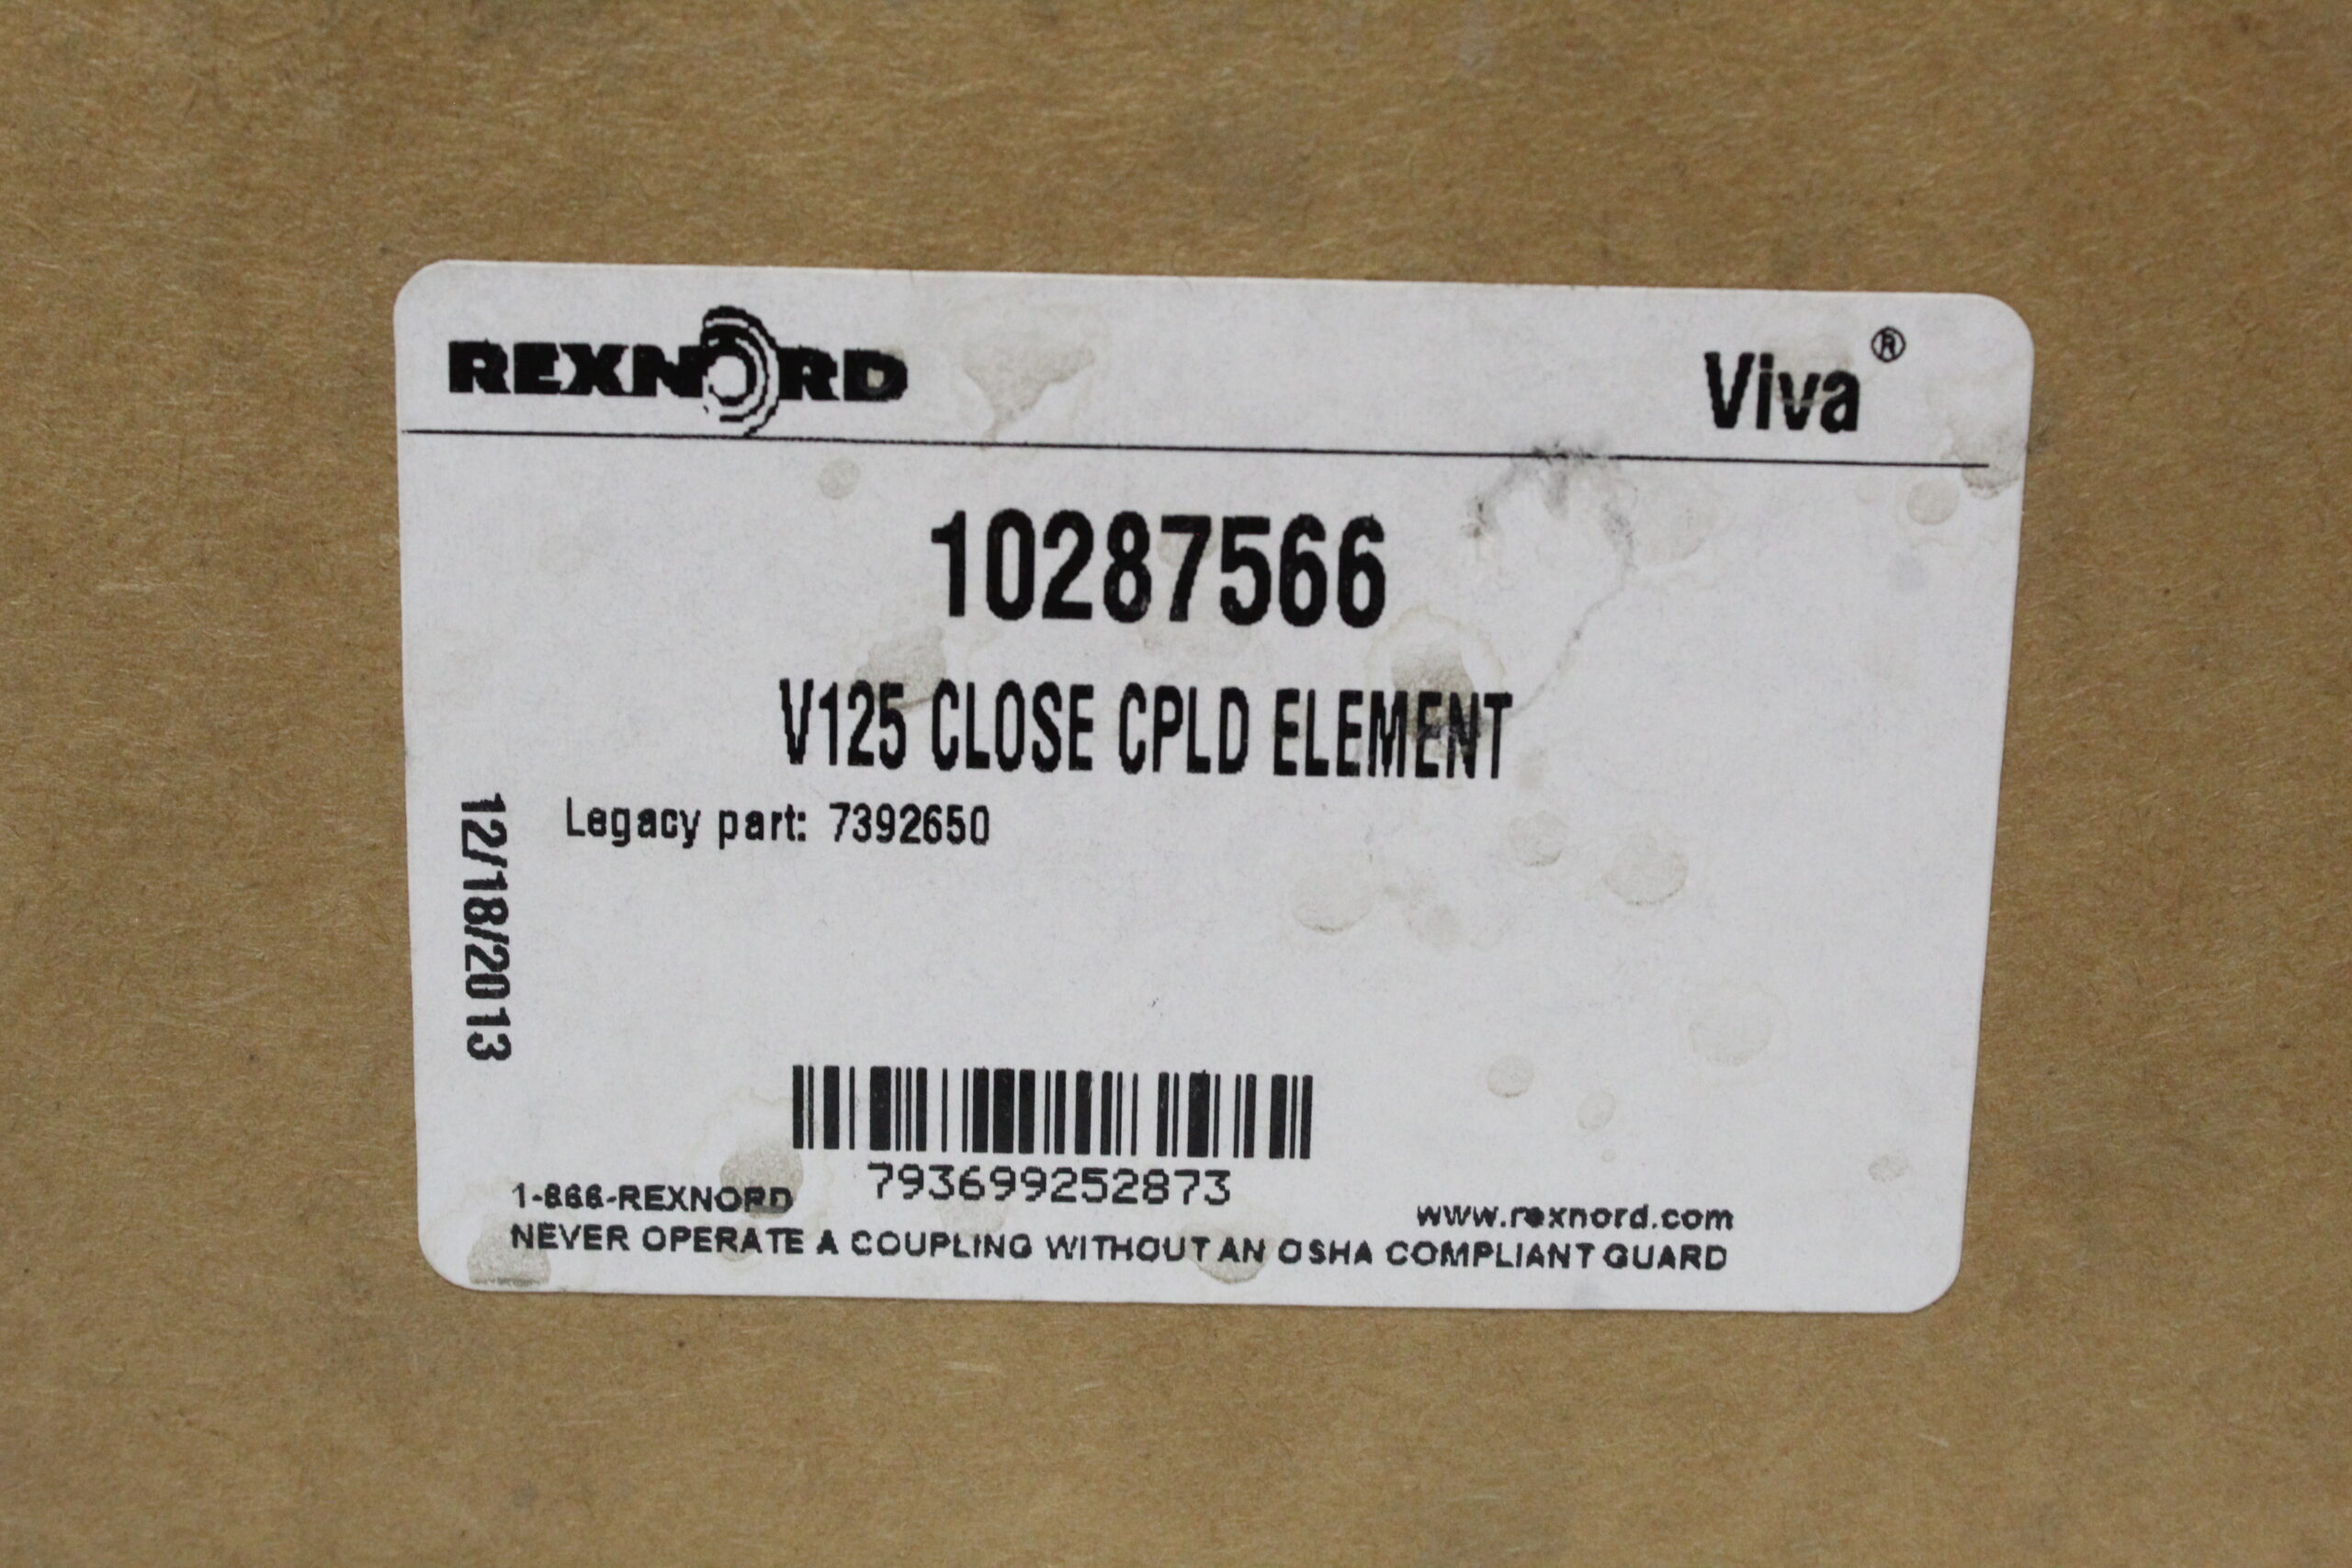 REXNORD
Viva®
10287566
V125 CLOSE CPLD ELEMENT
Legacy part: 7392650
12/18/2013
793699252873
1-866-REXNORD
www.rexnord.com
NEVER OPERATE A COUPLING WITHOUT AN OSHA COMPLIANT GUARD